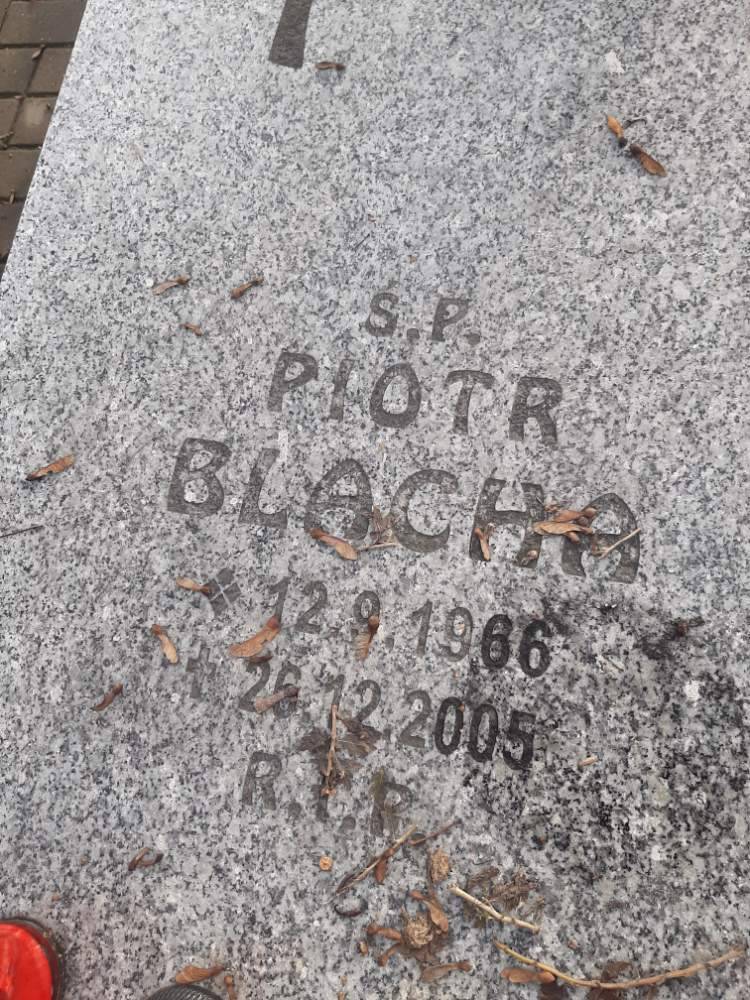 S.P.
PIOTR
BLACHA
12.9.1966
26.12.2005
R.I.P